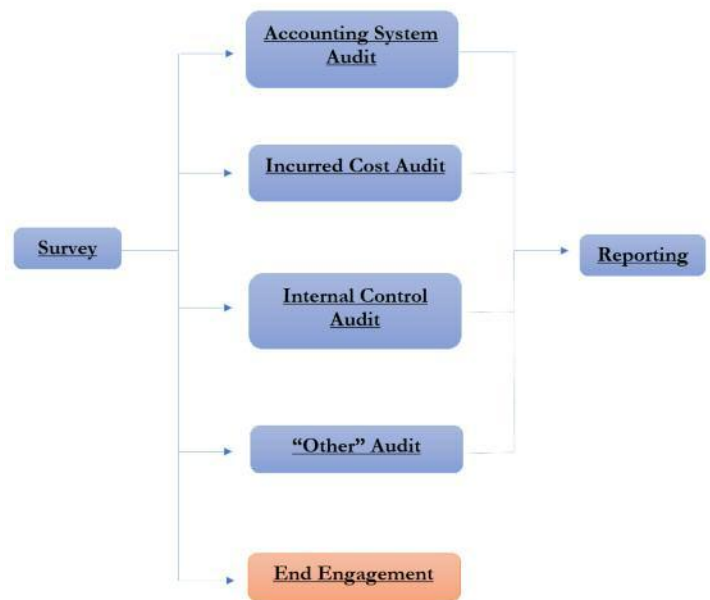 Accounting System
Audit
Incurred Cost Audit
Survey
Reporting
Internal Control
Audit
“Other” Audit
End Engagement